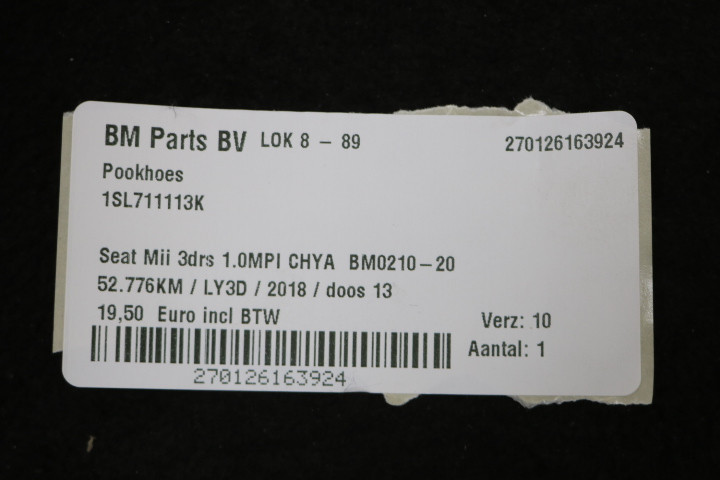 BM Parts BV LOK 8 - 89 270126163924
Pookhoes
1SL711113K
Seat Mii 3drs 1.0MPI CHYA BM0210-20
52.776KM / LY3D / 2018 / doos 13
19,50 Euro incl BTW Verz: 10
Aantal: 1
270126163924